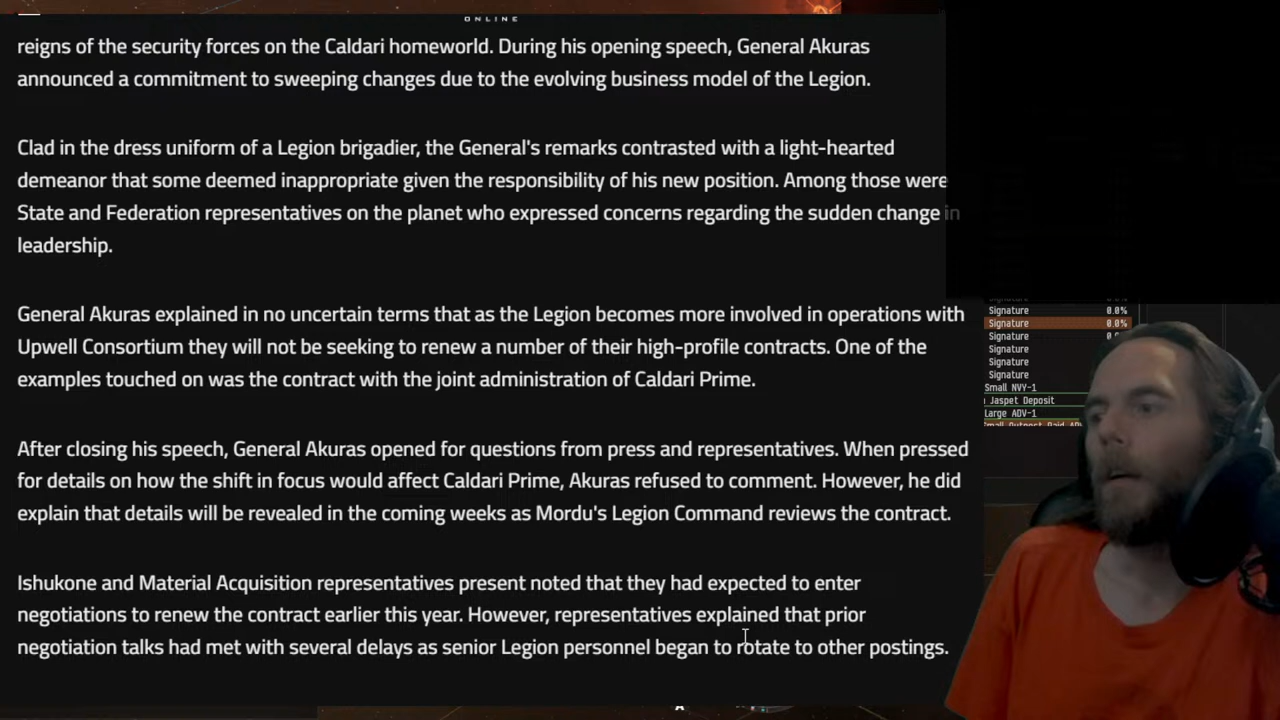 ONLINE
reigns of the security forces on the Caldari homeworld. During his opening speech, General Akuras
announced a commitment to sweeping changes due to the evolving business model of the Legion.
Clad in the dress uniform of a Legion brigadier, the General's remarks contrasted with a light-hearted
demeanor that some deemed inappropriate given the responsibility of his new position. Among those were
State and Federation representatives on the planet who expressed concerns regarding the sudden change in
leadership.
General Akuras explained in no uncertain terms that as the Legion becomes more involved in operations with
Upwell Consortium they will not be seeking to renew a number of their high-profile contracts. One of the
examples touched on was the contract with the joint administration of Caldari Prime.
After closing his speech, General Akuras opened for questions from press and representatives. When pressed
for details on how the shift in focus would affect Caldari Prime, Akuras refused to comment. However, he did
explain that details will be revealed in the coming weeks as Mordu's Legion Command reviews the contract.
Ishukone and Material Acquisition representatives present noted that they had expected to enter
negotiations to renew the contract earlier this year. However, representatives explained that prior
negotiation talks had met with several delays as senior Legion personnel began to rotate to other postings.
Signature 0.0%
Signature 0.0%
Signature
Signature
Signature
Signature
Small NVY-1
Jaspet Deposit
Large ADV-1